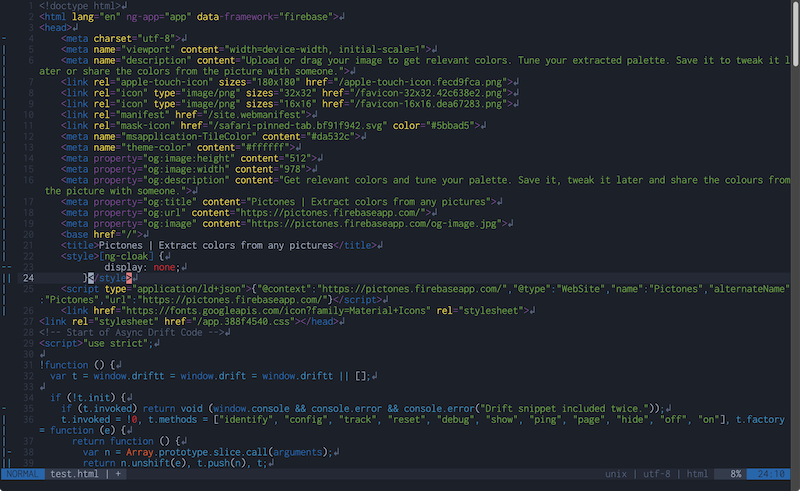 1 <!doctype html>↲
2 <html lang="en" ng-app="app" data-framework="firebase">↲
3 <head>↲
- 4 <meta charset="utf-8">↲
| 5 <meta name="viewport" content="width=device-width, initial-scale=1">↲
| 6 <meta name="description" content="Upload or drag your image to get relevant colors. Tune your extracted palette. Save it to tweak it l
| ater or share the colors from the picture with someone.">↲
| 7 <link rel="apple-touch-icon" sizes="180x180" href="/apple-touch-icon.fecd9fca.png">↲
| 8 <link rel="icon" type="image/png" sizes="32x32" href="/favicon-32x32.42c638e2.png">↲
| 9 <link rel="icon" type="image/png" sizes="16x16" href="/favicon-16x16.dea67283.png">↲
| 10 <link rel="manifest" href="/site.webmanifest">↲
| 11 <link rel="mask-icon" href="/safari-pinned-tab.bf91f942.svg" color="#5bbad5">↲
| 12 <meta name="msapplication-TileColor" content="#da532c">↲
| 13 <meta name="theme-color" content="#ffffff">↲
| 14 <meta property="og:image:height" content="512">↲
| 15 <meta property="og:image:width" content="978">↲
| 16 <meta property="og:description" content="Get relevant colors and tune your palette. Save it, tweak it later and share the colours from
| the picture with someone.">↲
| 17 <meta property="og:title" content="Pictones | Extract colors from any pictures">↲
| 18 <meta property="og:url" content="https://pictones.firebaseapp.com/">↲
| 19 <meta property="og:image" content="https://pictones.firebaseapp.com/og-image.jpg">↲
| 20 <base href="/">↲
| 21 <title>Pictones | Extract colors from any pictures</title>↲
| 22 <style>[ng-cloak] {↲
-- 23 display: none;↲
|| 24 }</style>↲
| 25 <script type="application/ld+json">{"@context":"https://pictones.firebaseapp.com/","@type":"WebSite","name":"Pictones","alternateName"
| :"Pictones","url":"https://pictones.firebaseapp.com/"}</script>↲
| 26 <link href="https://fonts.googleapis.com/icon?family=Material+Icons" rel="stylesheet">↲
27 <link rel="stylesheet" href="/app.388f4540.css"></head>↲
28 <!-- Start of Async Drift Code -->↲
29 <script>"use strict";↲
30 ↲
31 !function () {↲
32 var t = window.driftt = window.drift = window.driftt || [];↲
33 ↲
34 if (!t.init) {↲
- 35 if (t.invoked) return void (window.console && console.error && console.error("Drift snippet included twice."));↲
| 36 t.invoked = !0, t.methods = ["identify", "config", "track", "reset", "debug", "show", "ping", "page", "hide", "off", "on"], t.factory
| = function (e) {↲
| 37 return function () {↲
|- 38 var n = Array.prototype.slice.call(arguments);↲
|| 39 return n.unshift(e), t.push(n), t;↲
NORMAL test.html | + unix | utf-8 | html 8% 24:10